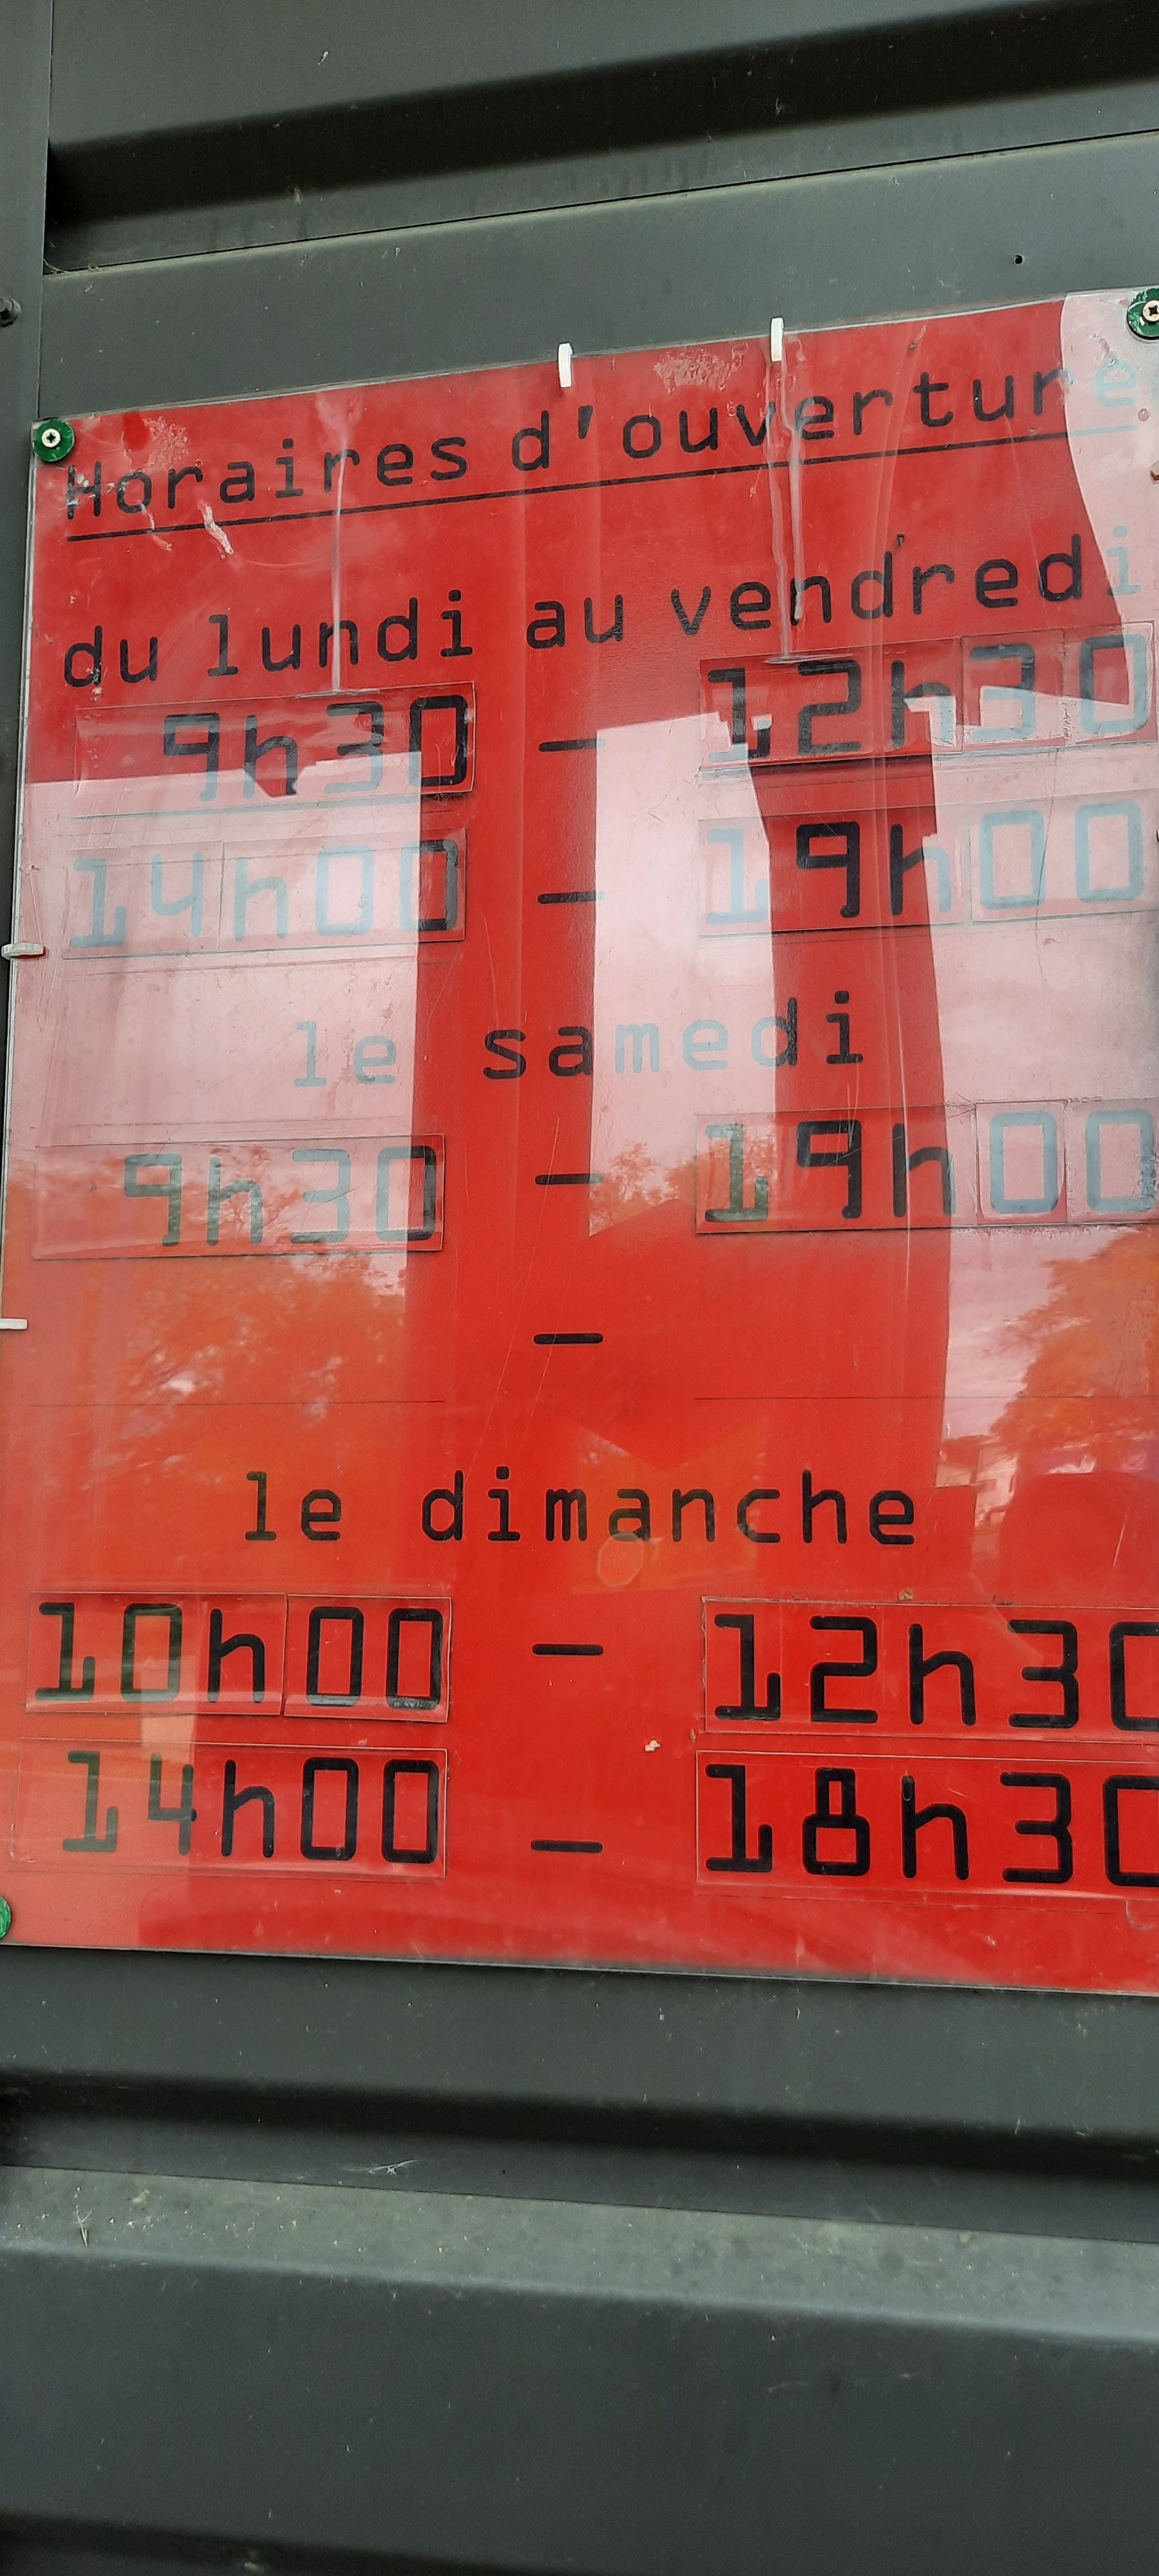 Horaires d'ouverture
du lundi au vendredi
9h30 – 12h30
14h00 – 19h00
le samedi
9h30 – 19h00
–
le dimanche
10h00 – 12h30
14h00 – 18h30